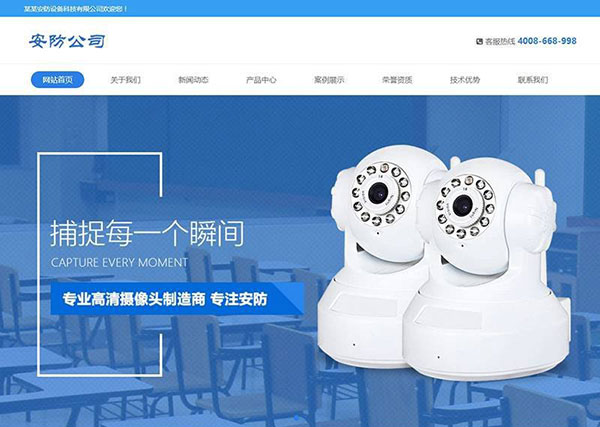 某某安防设备科技有限公司欢迎您！
安防公司
客服热线 4008-668-998
网站首页 关于我们 新闻动态 产品中心 案例展示 荣誉资质 技术优势 联系我们
捕捉每一个瞬间
CAPTURE EVERY MOMENT
专业高清摄像头制造商 专注安防